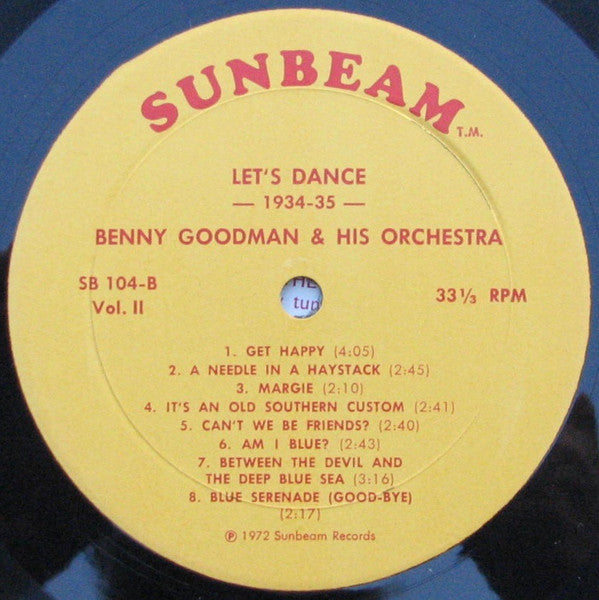 SUNBEAM
T.M.
LET'S DANCE
— 1934-35 —
BENNY GOODMAN & HIS ORCHESTRA
SB 104-B
Vol. II
33 ⅓ RPM
tun
1. GET HAPPY (4:05)
2. A NEEDLE IN A HAYSTACK (2:45)
3. MARGIE (2:10)
4. IT'S AN OLD SOUTHERN CUSTOM (2:41)
5. CAN'T WE BE FRIENDS? (2:40)
6. AM I BLUE? (2:43)
7. BETWEEN THE DEVIL AND
THE DEEP BLUE SEA (3:16)
8. BLUE SERENADE (GOOD-BYE)
(2:17)
℗ 1972 Sunbeam Records